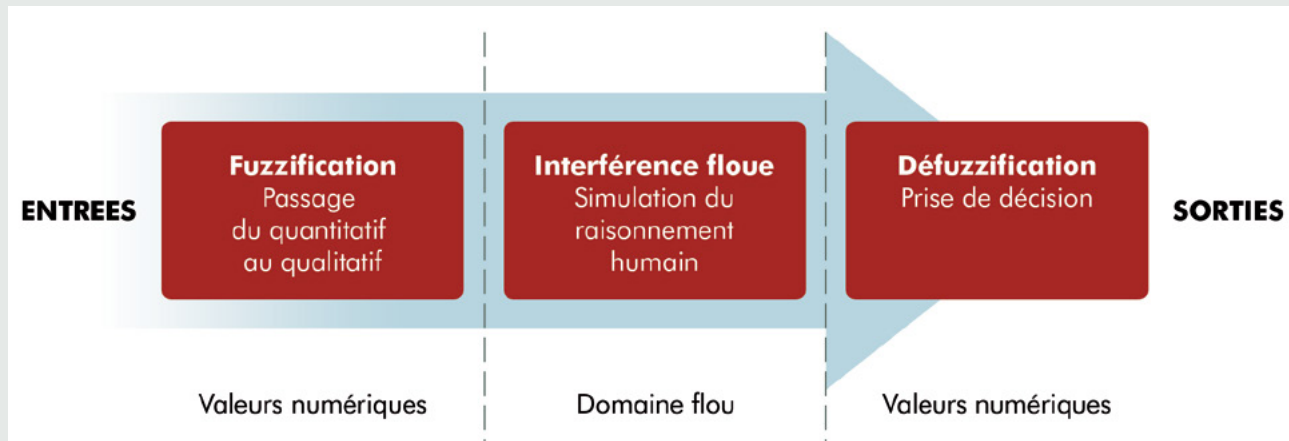 ENTREES
Fuzzification
Passage
du quantitatif
au qualitatif
Interférence floue
Simulation du
raisonnement
humain
Défuzzification
Prise de décision
SORTIES
Valeurs numériques
Domaine flou
Valeurs numériques